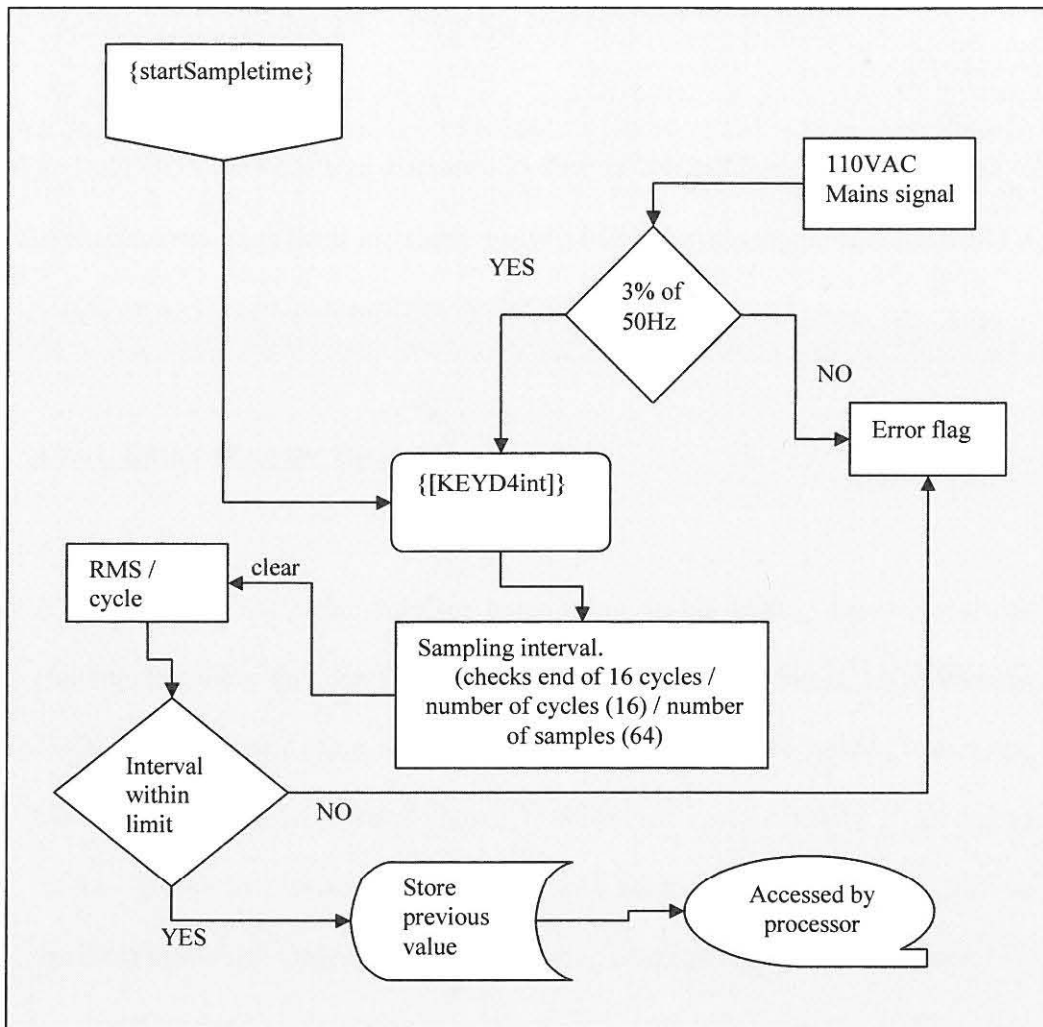 {startSampletime}
110VAC
Mains signal
YES
3% of
50Hz
NO
Error flag
{[KEYD4int]}
RMS /
cycle
clear
Sampling interval.
(checks end of 16 cycles /
number of cycles (16) / number
of samples (64)
Interval
within
limit
NO
YES
Store
previous
value
Accessed by
processor